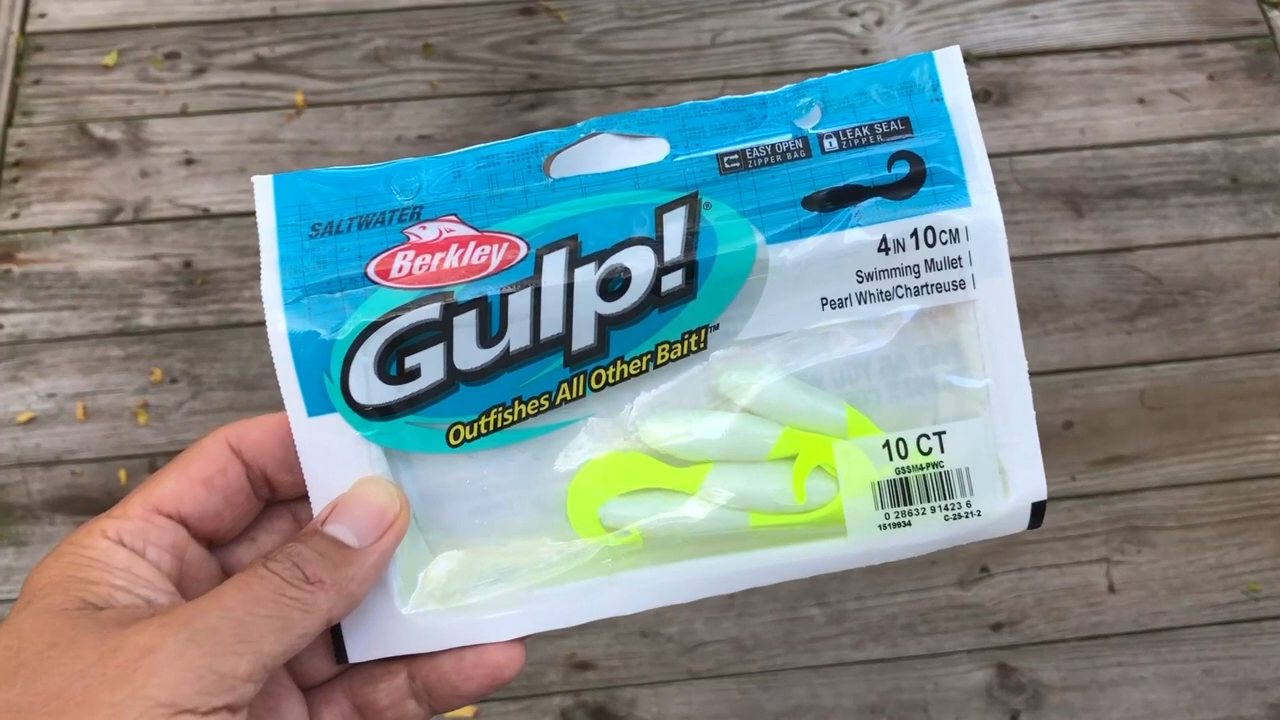 EASY OPEN
ZIPPER BAG
LEAK SEAL
ZIPPER
SALTWATER
Berkley
Gulp!®
Outfishes All Other Bait!™
4IN 10CM
Swimming Mullet
Pearl White/Chartreuse
10 CT
GSSM4-PWC
0 28632 91423 6
1519934 C-25-21-2